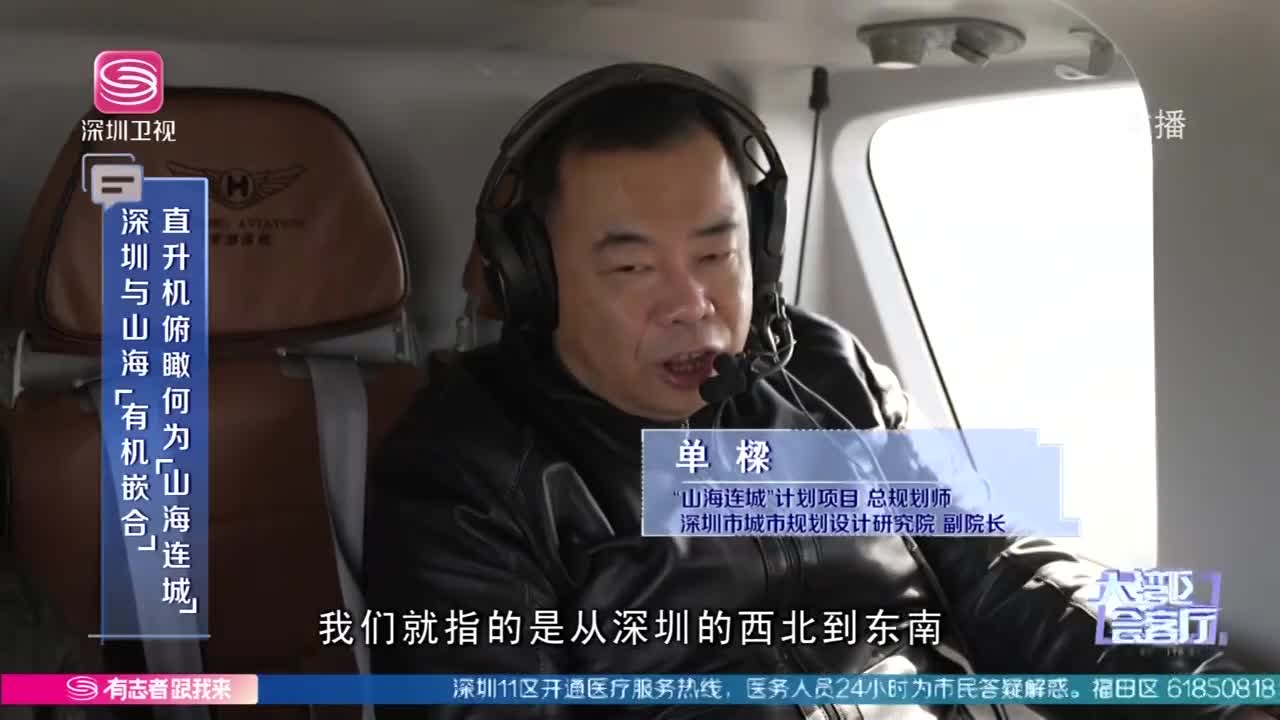 深圳卫视
播
直升机俯瞰何为「山海连城」
深圳与山海「有机嵌合」
H
单 樑
“山海连城”计划项目 总规划师
深圳市城市规划设计研究院 副院长
大湾区
会客厅
我们就指的是从深圳的西北到东南
有志者跟我来
深圳11区开通医疗服务热线，医务人员24小时为市民答疑解惑。福田区 61850818